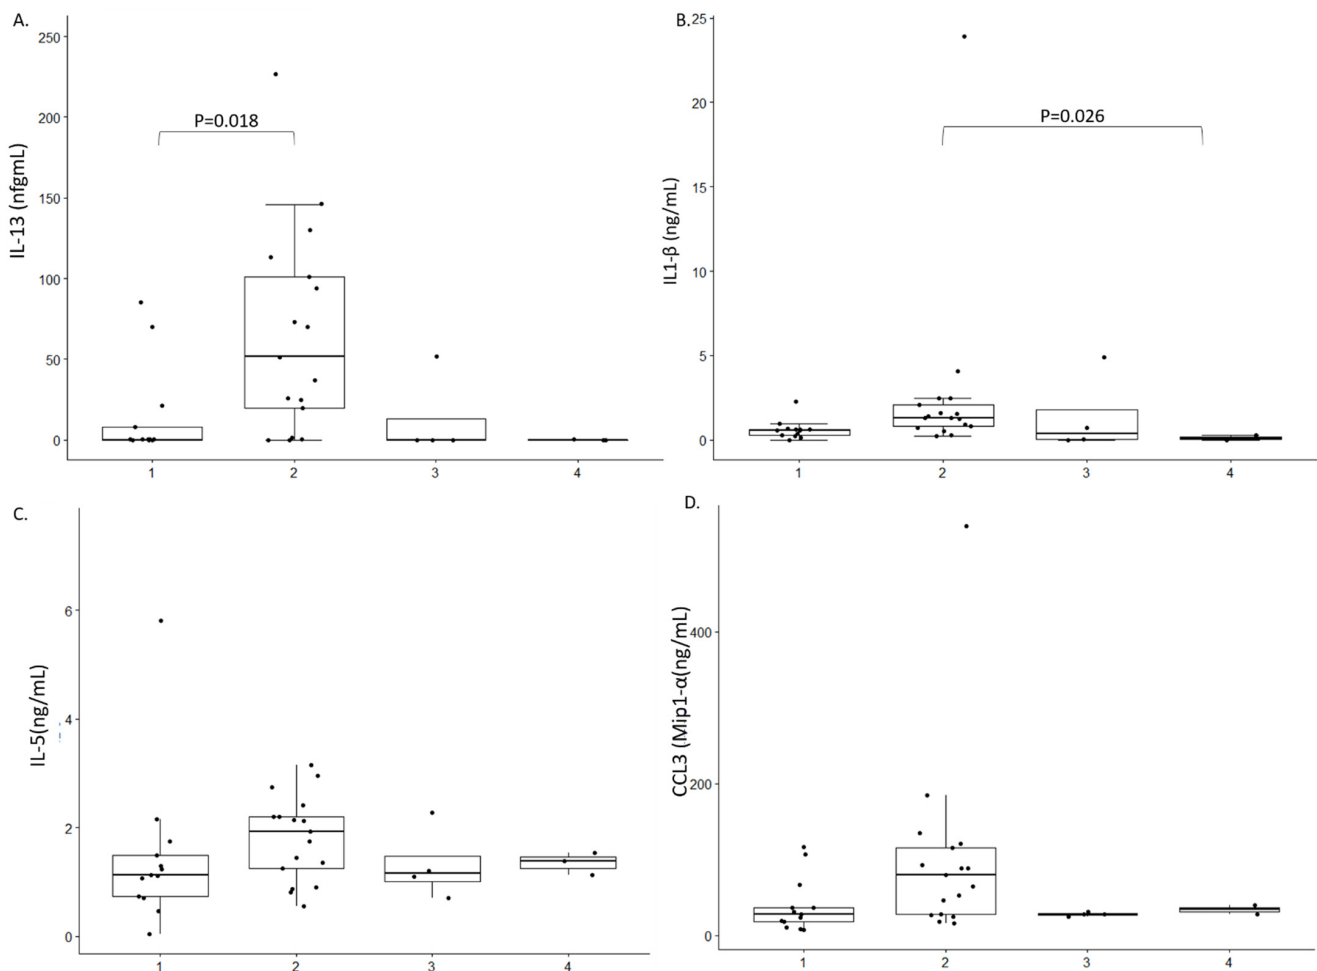 A.
250
200
150
100
50
0
IL-13 (nfgmL)
P=0.018
1 2 3 4
B.
25
20
15
10
5
0
IL1-β (ng/mL)
P=0.026
1 2 3 4
C.
6
4
2
0
IL-5(ng/mL)
1 2 3 4
D.
400
200
0
CCL3 (Mip1-α(ng/mL)
1 2 3 4